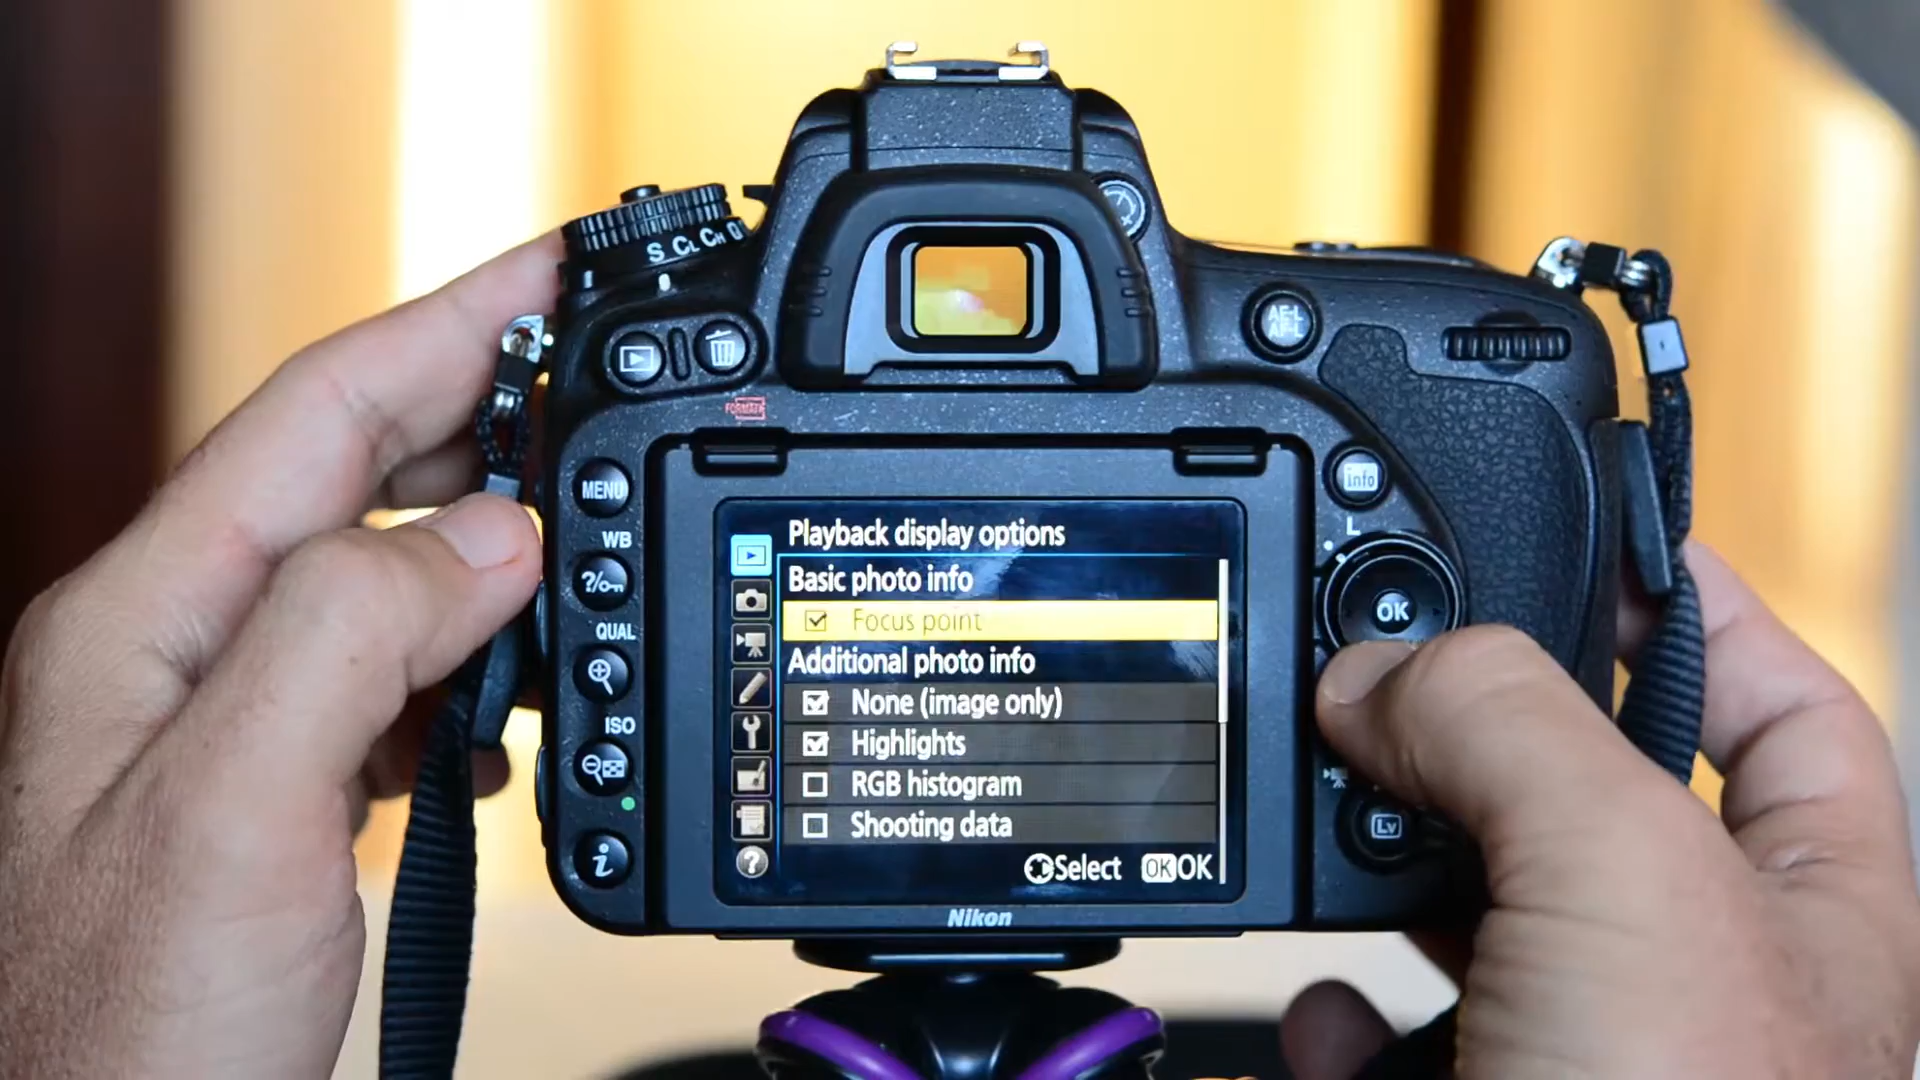 S CL CH Q
AE-L
AF-L
FORMAT
MENU
info
WB
L
?
OK
QUAL
ISO
i
Lv
Playback display options
Basic photo info
Focus point
Additional photo info
None (image only)
Highlights
RGB histogram
Shooting data
?
Select OK OK
Nikon